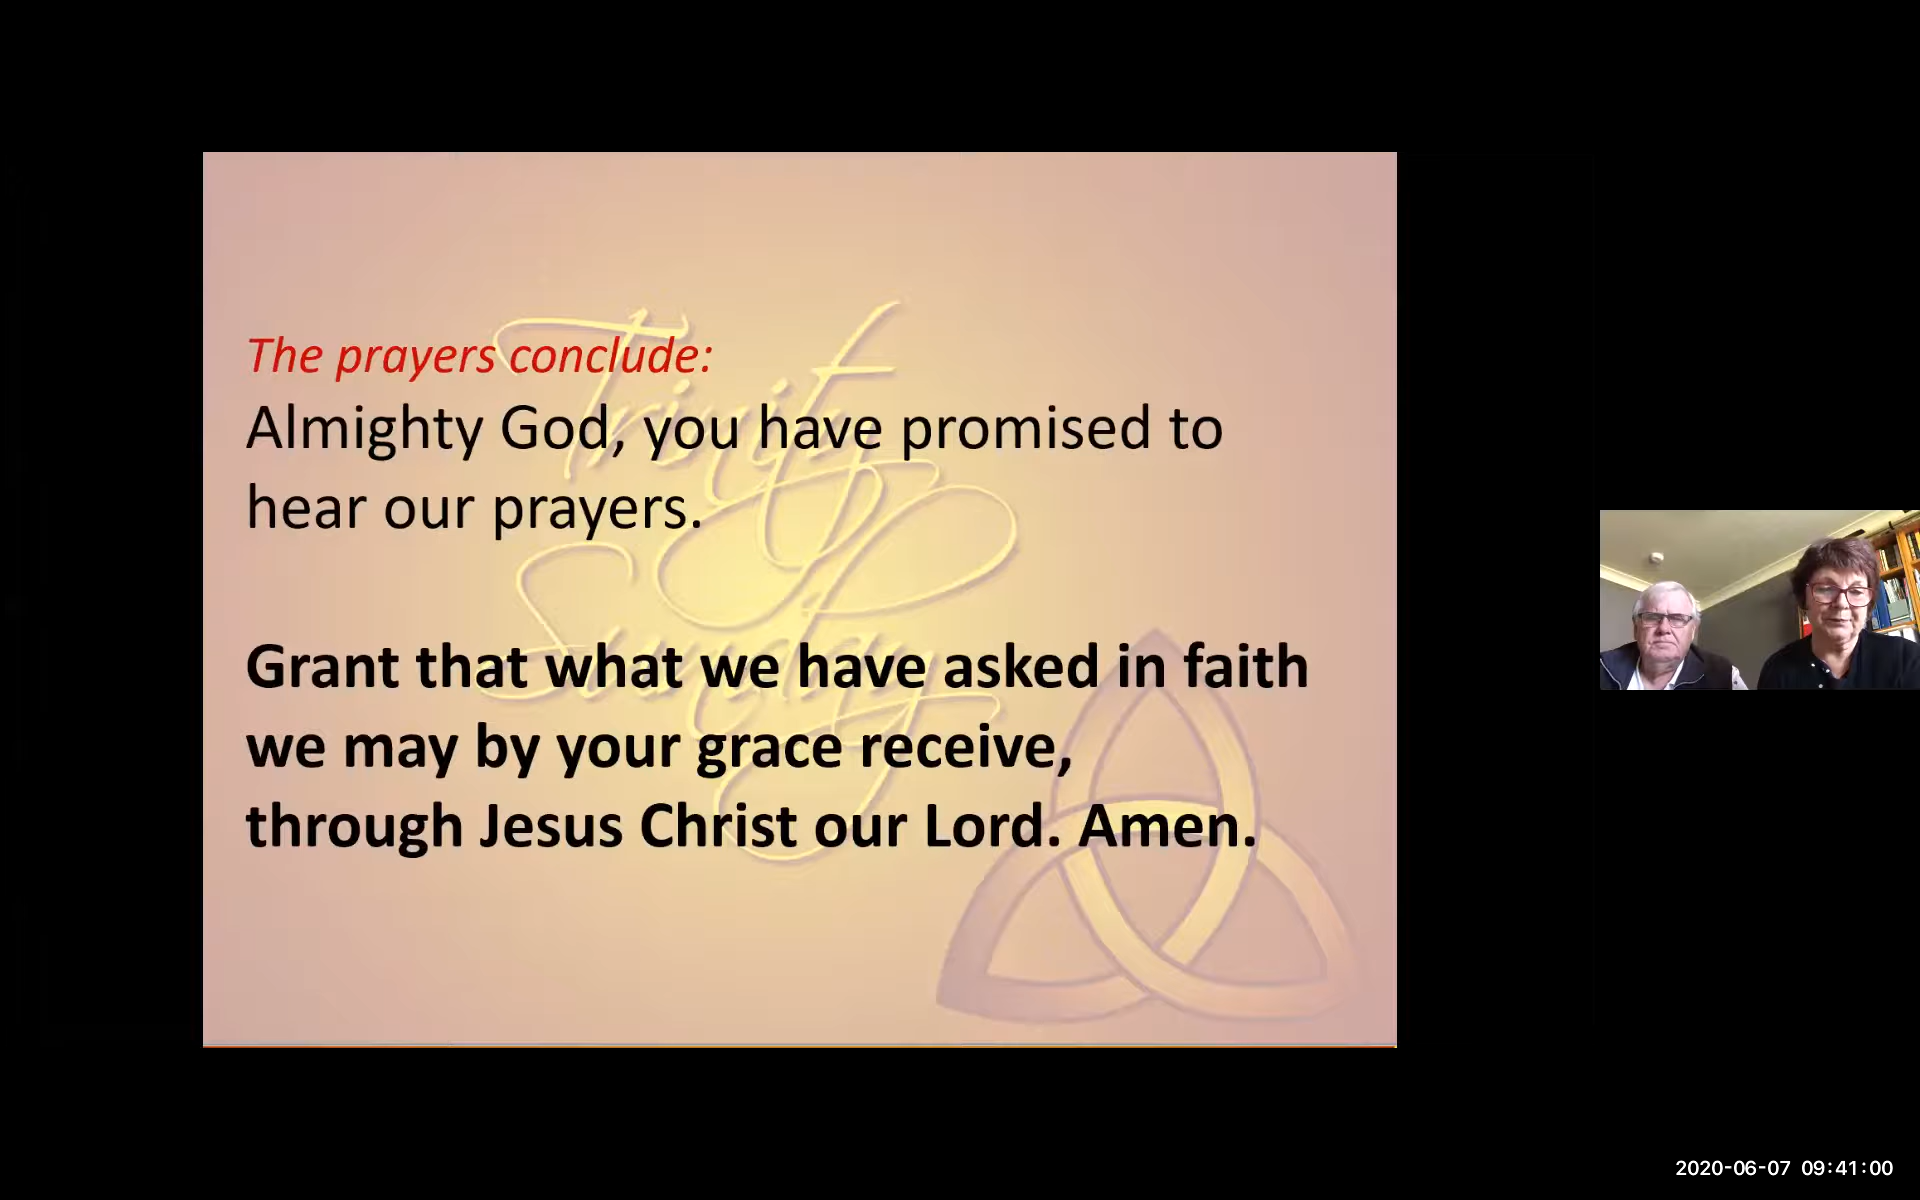 The prayers conclude:
Almighty God, you have promised to
hear our prayers.
Grant that what we have asked in faith
we may by your grace receive,
through Jesus Christ our Lord. Amen.
Trinity
Sunday
2020-06-07 09:41:00